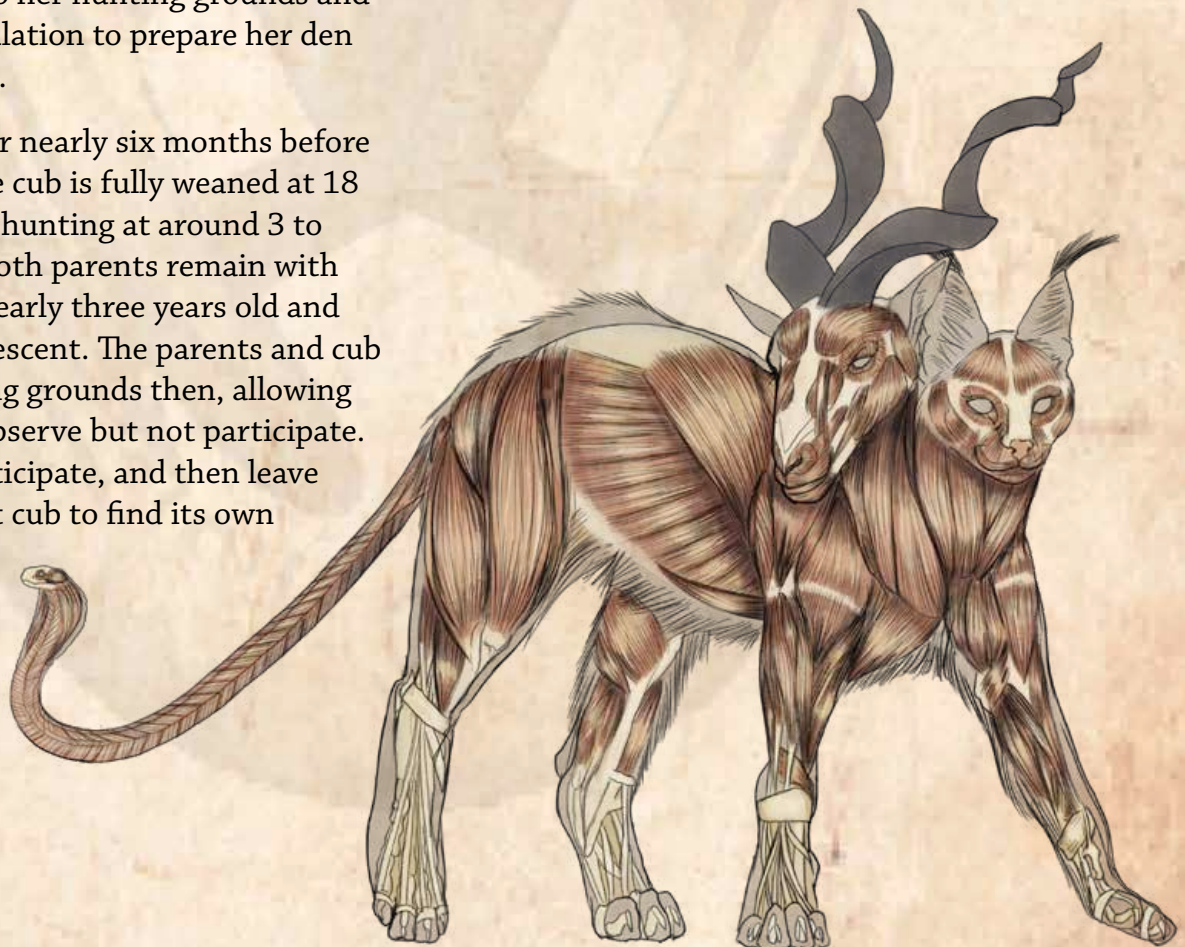 her hunting grounds and
lation to prepare her den
.
r nearly six months before
e cub is fully weaned at 18
hunting at around 3 to
oth parents remain with
early three years old and
escent. The parents and cub
g grounds then, allowing
bserve but not participate.
ticipate, and then leave
t cub to find its own